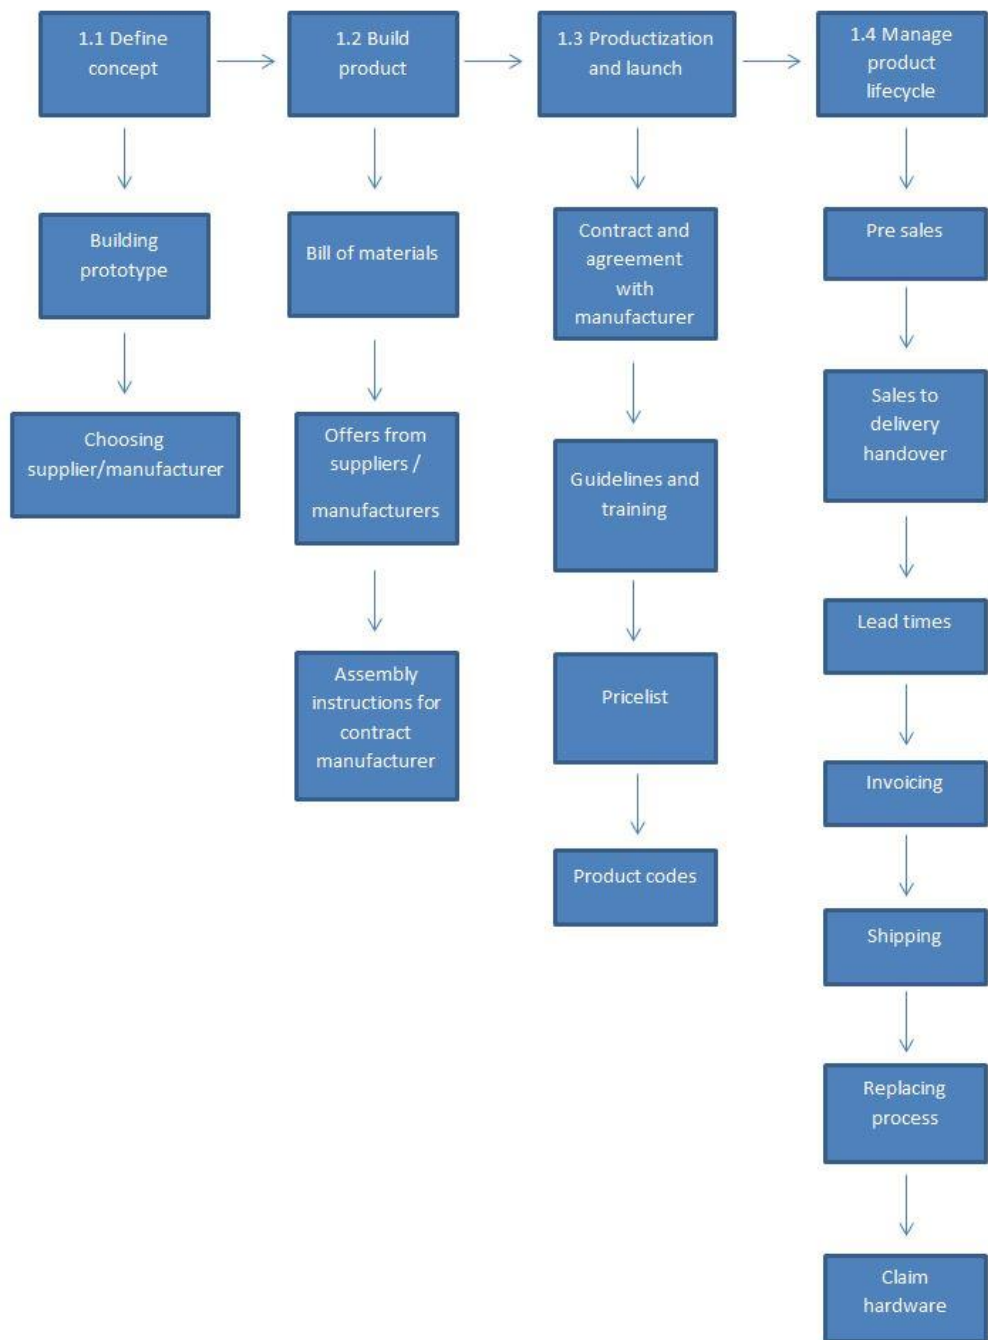 1.1 Define
concept
1.2 Build
product
1.3 Productization
and launch
1.4 Manage
product
lifecycle
Building
prototype
Choosing
supplier/manufacturer
Bill of materials
Offers from
suppliers /
manufacturers
Assembly
instructions for
contract
manufacturer
Contract and
agreement
with
manufacturer
Guidelines and
training
Pricelist
Product codes
Pre sales
Sales to
delivery
handover
Lead times
Invoicing
Shipping
Replacing
process
Claim
hardware